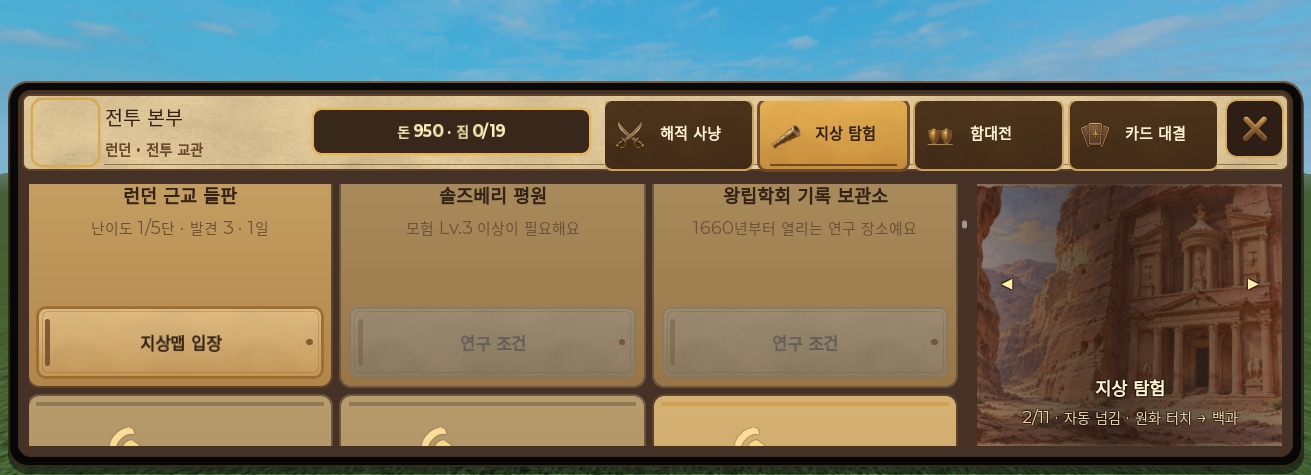 전투 본부
런던 · 전투 교관
돈 950 · 짐 0/19
해적 사냥
지상 탐험
함대전
카드 대결
런던 근교 들판
난이도 1/5단 · 발견 3 · 1일
지상맵 입장
솔즈베리 평원
모험 Lv.3 이상이 필요해요
연구 조건
왕립학회 기록 보관소
1660년부터 열리는 연구 장소예요
연구 조건
지상 탐험
2/11 · 자동 넘김 · 원화 터치 → 백과